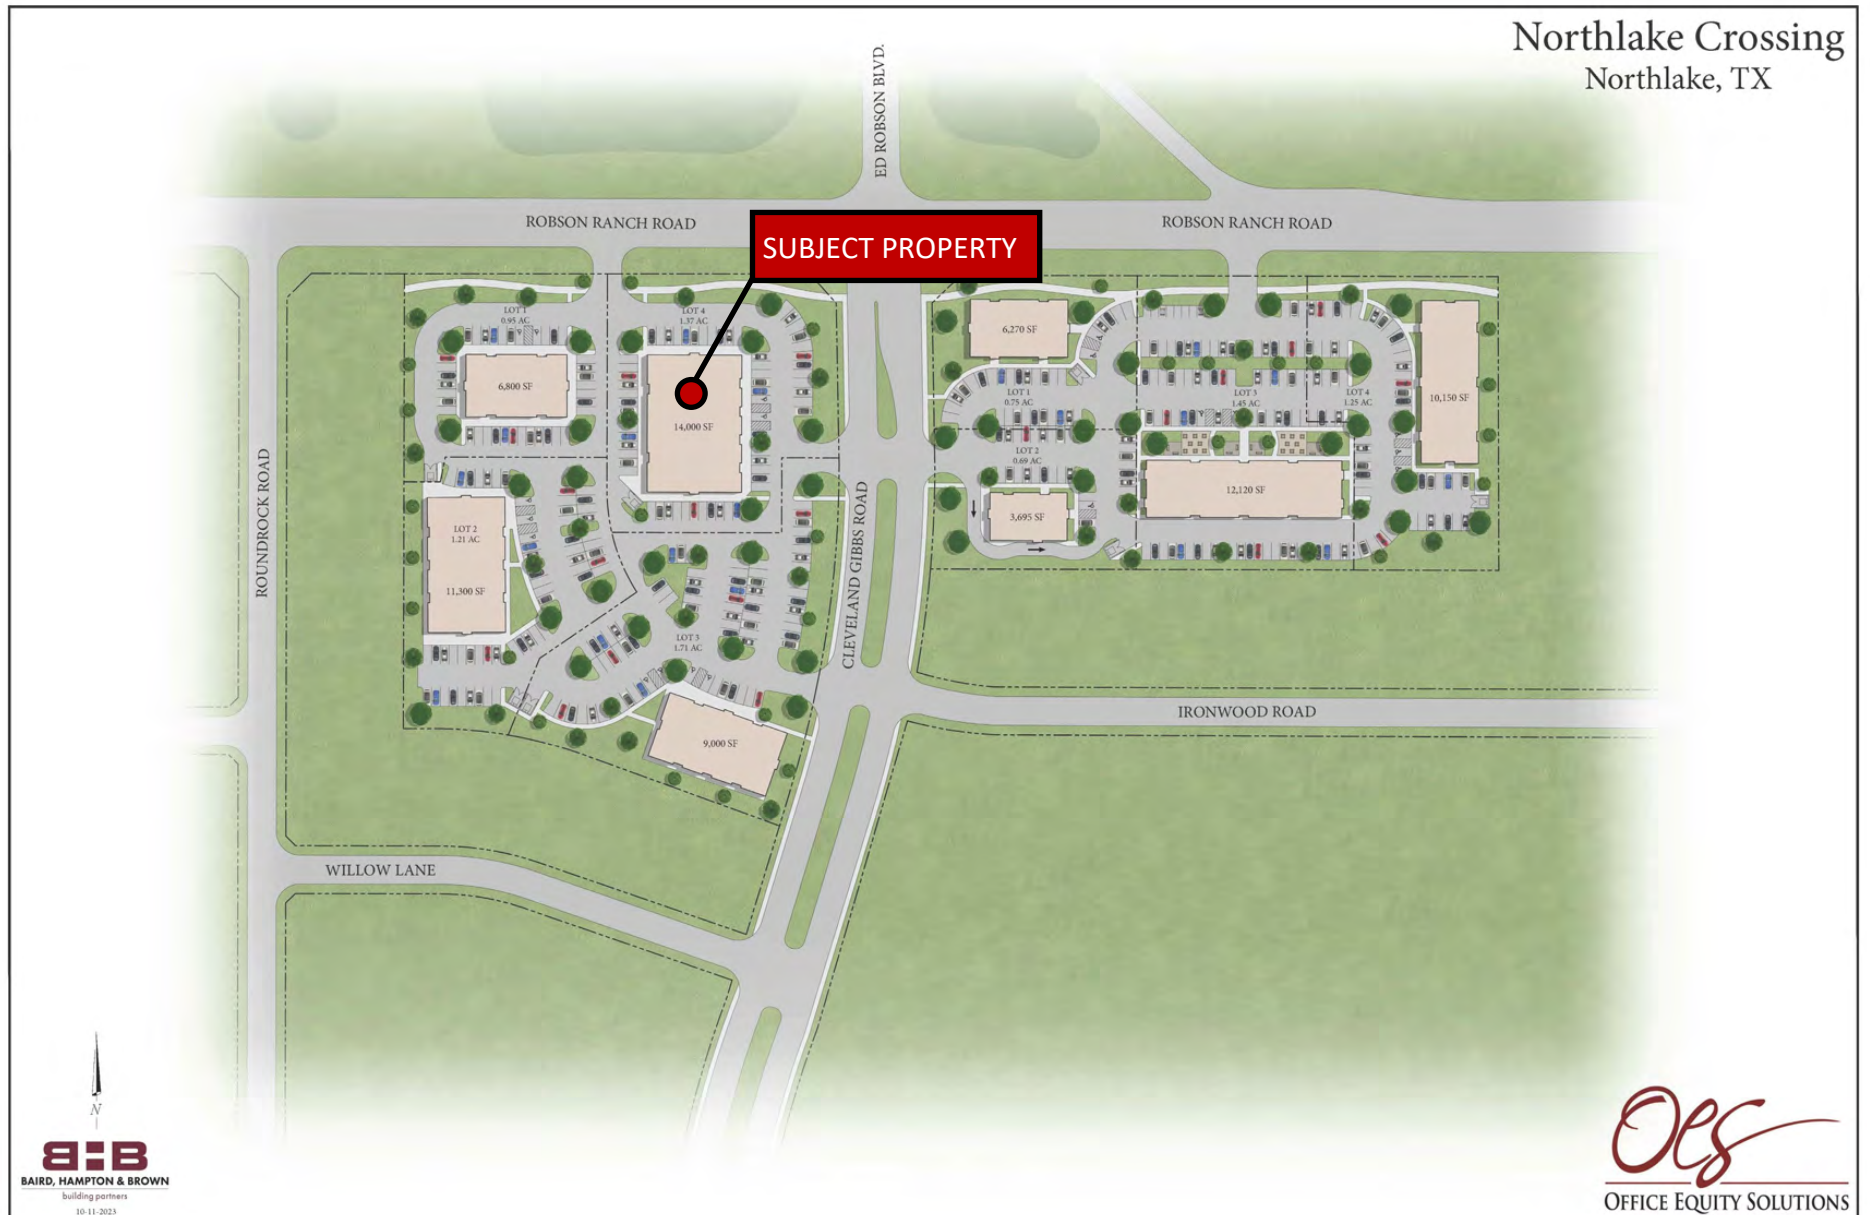 Northlake Crossing
Northlake, TX
ED ROBSON BLVD.
ROBSON RANCH ROAD
ROBSON RANCH ROAD
SUBJECT PROPERTY
LOT 1
0.95 AC
6,800 SF
LOT 4
1.37 AC
14,000 SF
6,270 SF
LOT 1
0.75 AC
LOT 3
1.45 AC
LOT 4
1.25 AC
10,150 SF
LOT 2
0.69 AC
12,120 SF
3,695 SF
ROUNDROCK ROAD
LOT 2
1.21 AC
11,300 SF
CLEVELAND GIBBS ROAD
LOT 3
1.71 AC
9,000 SF
IRONWOOD ROAD
WILLOW LANE
N
BHB
BAIRD, HAMPTON & BROWN
building partners
10-11-2023
Oes
OFFICE EQUITY SOLUTIONS